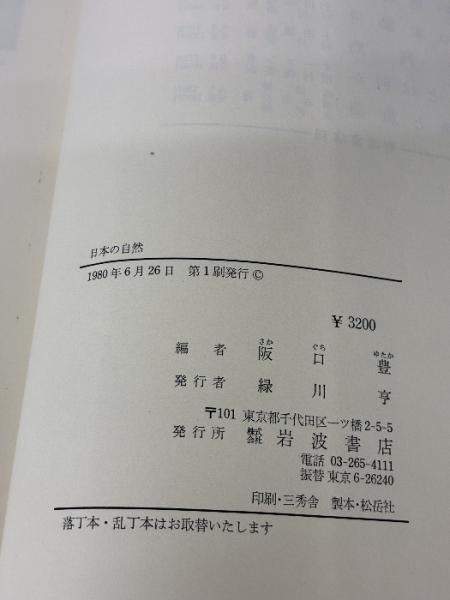 日本の自然
1980年6月26日 第1刷発行©
¥3200
編者 阪口豊
さか ぐち ゆたか
発行者 緑川亨
〒101 東京都千代田区一ツ橋2-5-5
発行所 株式会社 岩波書店
電話 03-265-4111
振替 東京6-26240
印刷・三秀舎 製本・松岳社
落丁本・乱丁本はお取替いたします